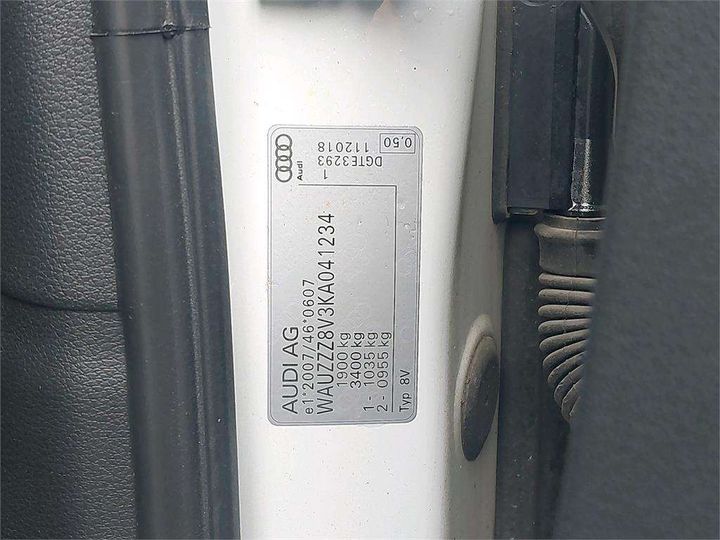 AUDI AG
e1*2007/46*0607
WAUZZZ8V3KA041234
1900 kg
3400 kg
1- 1035 kg
2- 0955 kg
Typ 8V
Audi
1
DGTE3293
112018
0,50